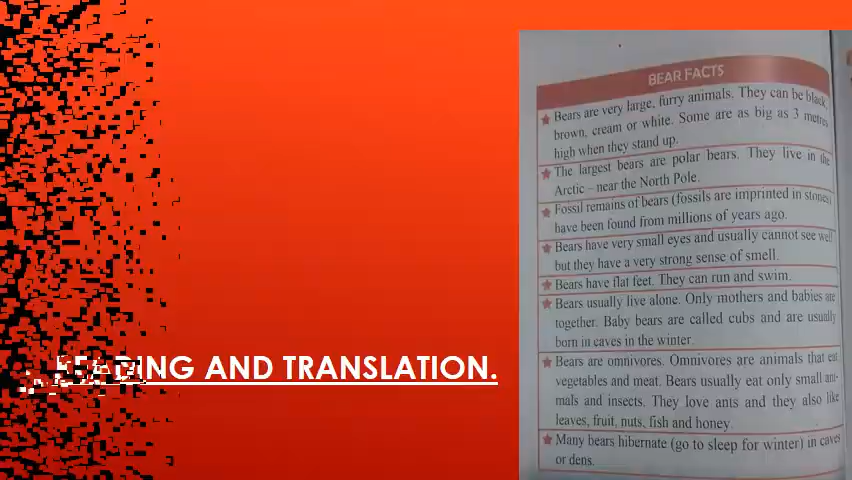 READING AND TRANSLATION.
BEAR FACTS
★ Bears are very large, furry animals. They can be black,
brown, cream or white. Some are as big as 3 metres
high when they stand up.
★ The largest bears are polar bears. They live in the
Arctic – near the North Pole.
★ Fossil remains of bears (fossils are imprinted in stones)
have been found from millions of years ago.
★ Bears have very small eyes and usually cannot see well
but they have a very strong sense of smell.
★ Bears have flat feet. They can run and swim.
★ Bears usually live alone. Only mothers and babies are
together. Baby bears are called cubs and are usually
born in caves in the winter.
★ Bears are omnivores. Omnivores are animals that eat
vegetables and meat. Bears usually eat only small ani-
mals and insects. They love ants and they also like
leaves, fruit, nuts, fish and honey.
★ Many bears hibernate (go to sleep for winter) in caves
or dens.